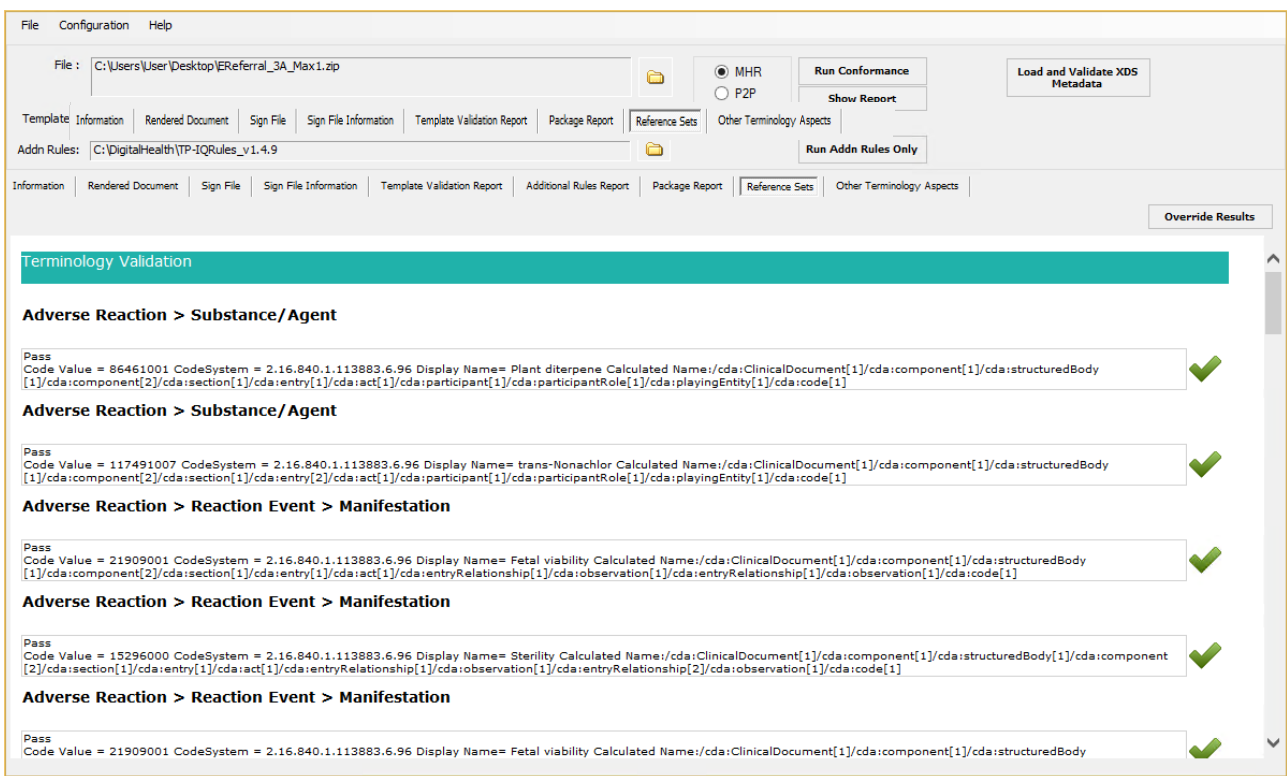 File Configuration Help
File : C:\Users\User\Desktop\EReferral_3A_Max1.zip
MHR
Run Conformance
Load and Validate XDS
Metadata
P2P
Show Report
Template Information Rendered Document Sign File Sign File Information Template Validation Report Package Report Reference Sets Other Terminology Aspects
Addn Rules: C:\DigitalHealth\TP-IQRules_v1.4.9
Run Addn Rules Only
Information Rendered Document Sign File Sign File Information Template Validation Report Additional Rules Report Package Report Reference Sets Other Terminology Aspects
Override Results
Terminology Validation
Adverse Reaction > Substance/Agent
Pass
Code Value = 86461001 CodeSystem = 2.16.840.1.113883.6.96 Display Name= Plant diterpene Calculated Name:/cda:ClinicalDocument[1]/cda:component[1]/cda:structuredBody
[1]/cda:component[2]/cda:section[1]/cda:entry[1]/cda:act[1]/cda:participant[1]/cda:participantRole[1]/cda:playingEntity[1]/cda:code[1]
Adverse Reaction > Substance/Agent
Pass
Code Value = 117491007 CodeSystem = 2.16.840.1.113883.6.96 Display Name= trans-Nonachlor Calculated Name:/cda:ClinicalDocument[1]/cda:component[1]/cda:structuredBody
[1]/cda:component[2]/cda:section[1]/cda:entry[2]/cda:act[1]/cda:participant[1]/cda:participantRole[1]/cda:playingEntity[1]/cda:code[1]
Adverse Reaction > Reaction Event > Manifestation
Pass
Code Value = 21909001 CodeSystem = 2.16.840.1.113883.6.96 Display Name= Fetal viability Calculated Name:/cda:ClinicalDocument[1]/cda:component[1]/cda:structuredBody
[1]/cda:component[2]/cda:section[1]/cda:entry[1]/cda:act[1]/cda:entryRelationship[1]/cda:observation[1]/cda:entryRelationship[1]/cda:observation[1]/cda:code[1]
Adverse Reaction > Reaction Event > Manifestation
Pass
Code Value = 15296000 CodeSystem = 2.16.840.1.113883.6.96 Display Name= Sterility Calculated Name:/cda:ClinicalDocument[1]/cda:component[1]/cda:structuredBody[1]/cda:component
[2]/cda:section[1]/cda:entry[1]/cda:act[1]/cda:entryRelationship[1]/cda:observation[1]/cda:entryRelationship[2]/cda:observation[1]/cda:code[1]
Adverse Reaction > Reaction Event > Manifestation
Pass
Code Value = 21909001 CodeSystem = 2.16.840.1.113883.6.96 Display Name= Fetal viability Calculated Name:/cda:ClinicalDocument[1]/cda:component[1]/cda:structuredBody